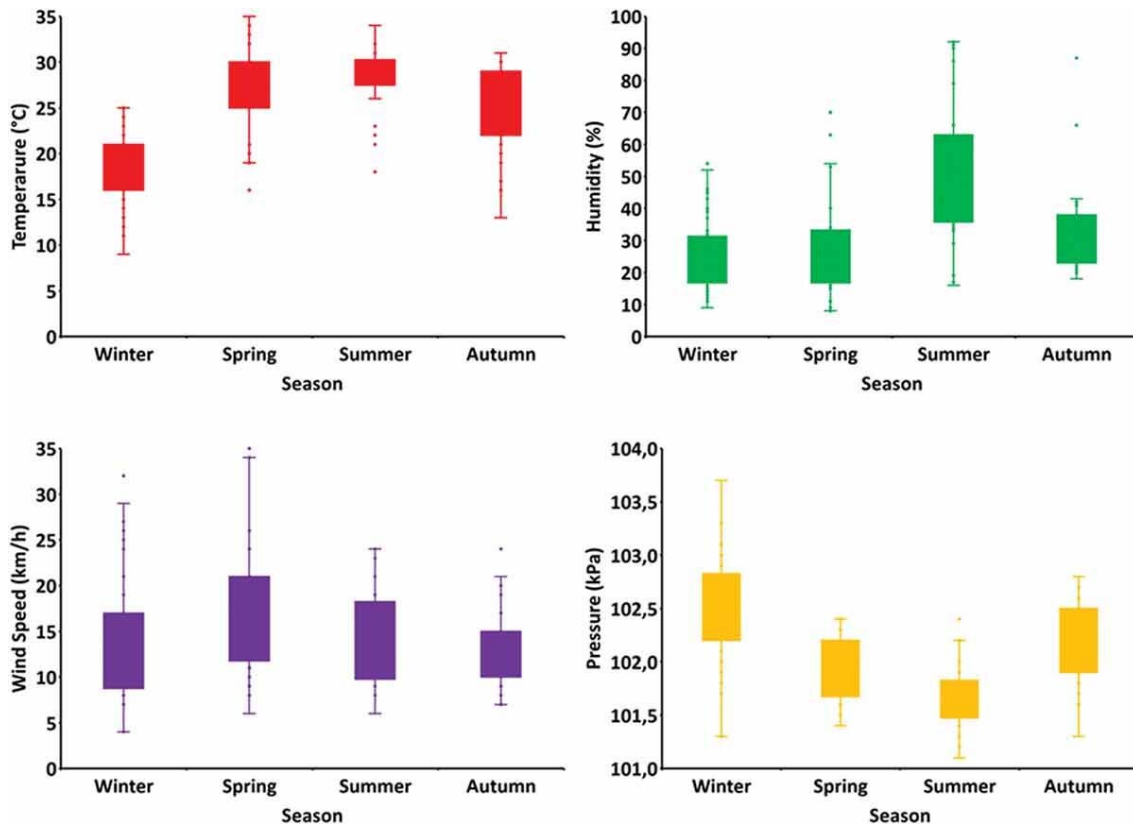 Temperarure (°C)
35
30
25
20
15
10
5
0
Winter Spring Summer Autumn
Season
Humidity (%)
100
90
80
70
60
50
40
30
20
10
0
Winter Spring Summer Autumn
Season
Wind Speed (km/h)
35
30
25
20
15
10
5
0
Winter Spring Summer Autumn
Season
Pressure (kPa)
104,0
103,5
103,0
102,5
102,0
101,5
101,0
Winter Spring Summer Autumn
Season